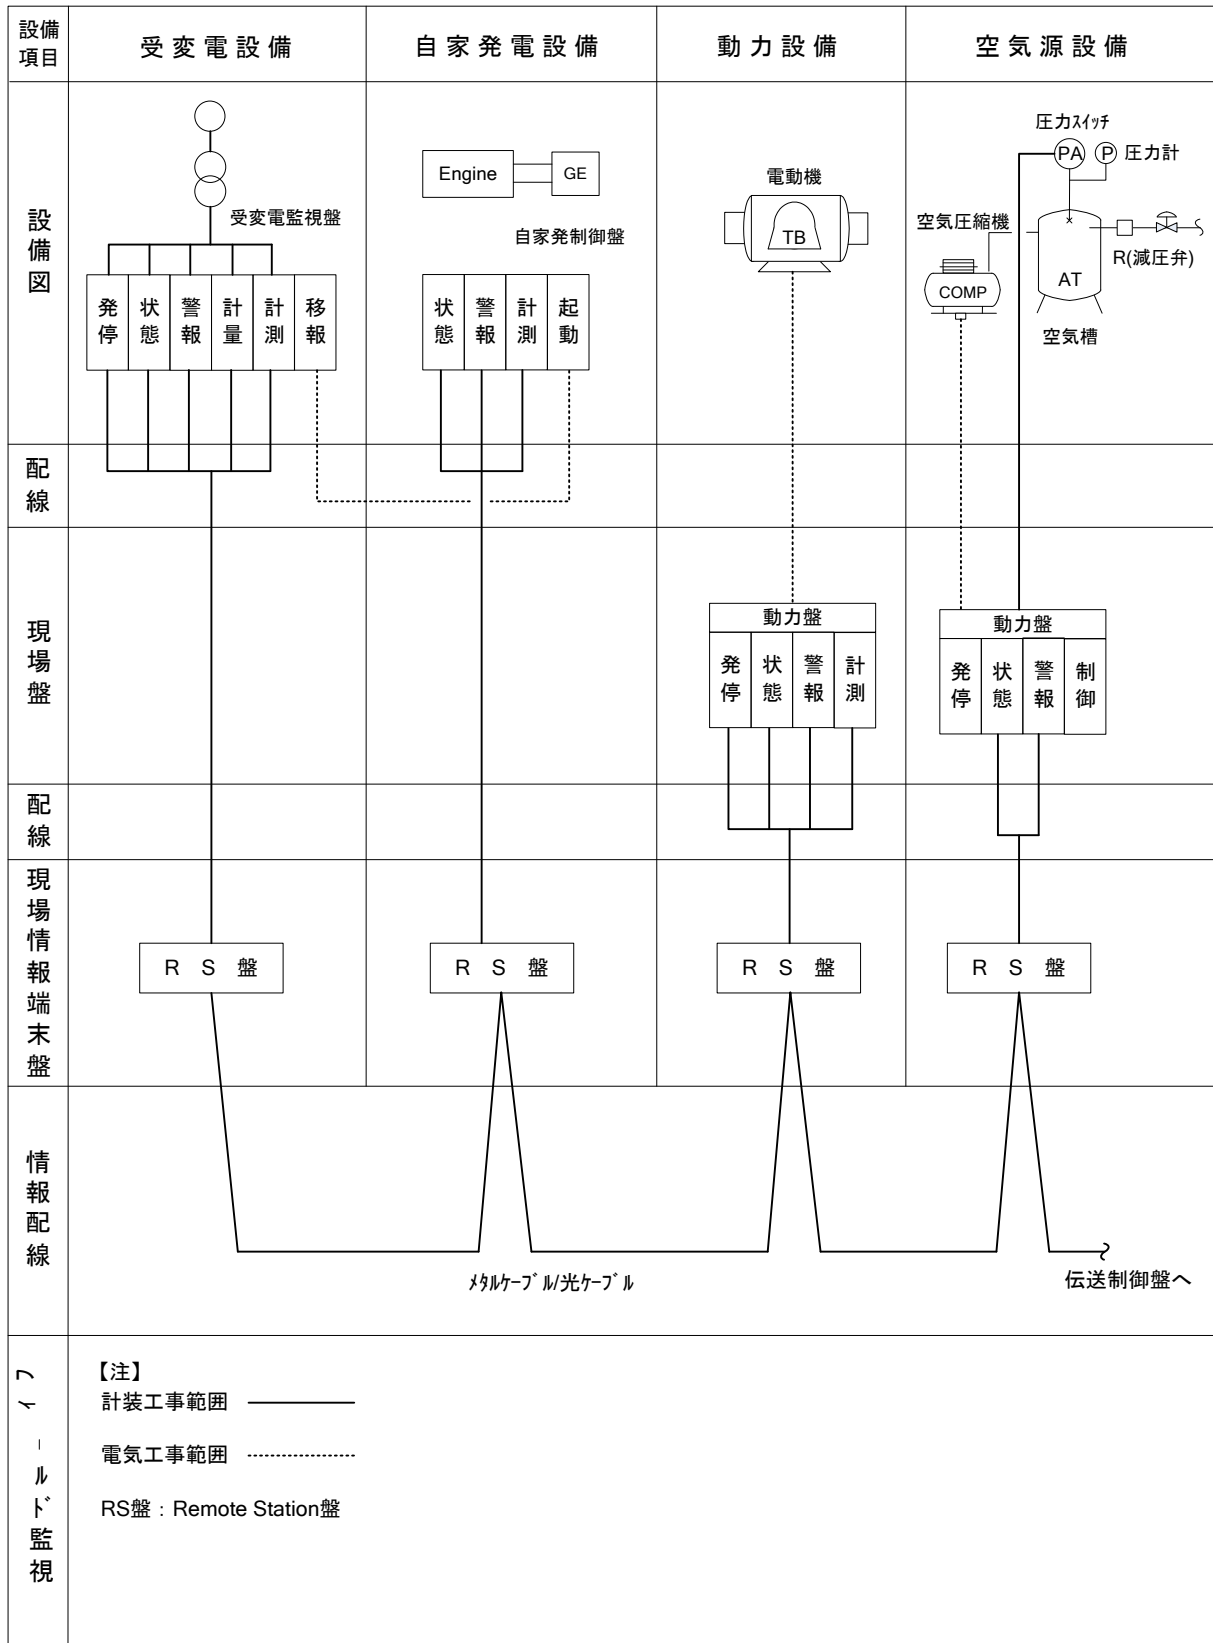 設備項目
受変電設備
自家発電設備
動力設備
空気源設備
設備図
受変電監視盤
発停
状態
警報
計量
計測
移報
Engine
GE
自家発制御盤
状態
警報
計測
起動
電動機
TB
圧力スイッチ
PA
P
圧力計
空気圧縮機
R(減圧弁)
COMP
AT
空気槽
配線
現場盤
動力盤
発停
状態
警報
計測
動力盤
発停
状態
警報
制御
配線
現場情報端末盤
RS盤
RS盤
RS盤
RS盤
情報配線
メタルケーブル/光ケーブル
伝送制御盤へ
フィールド監視
【注】
計装工事範囲
電気工事範囲
RS盤：Remote Station盤